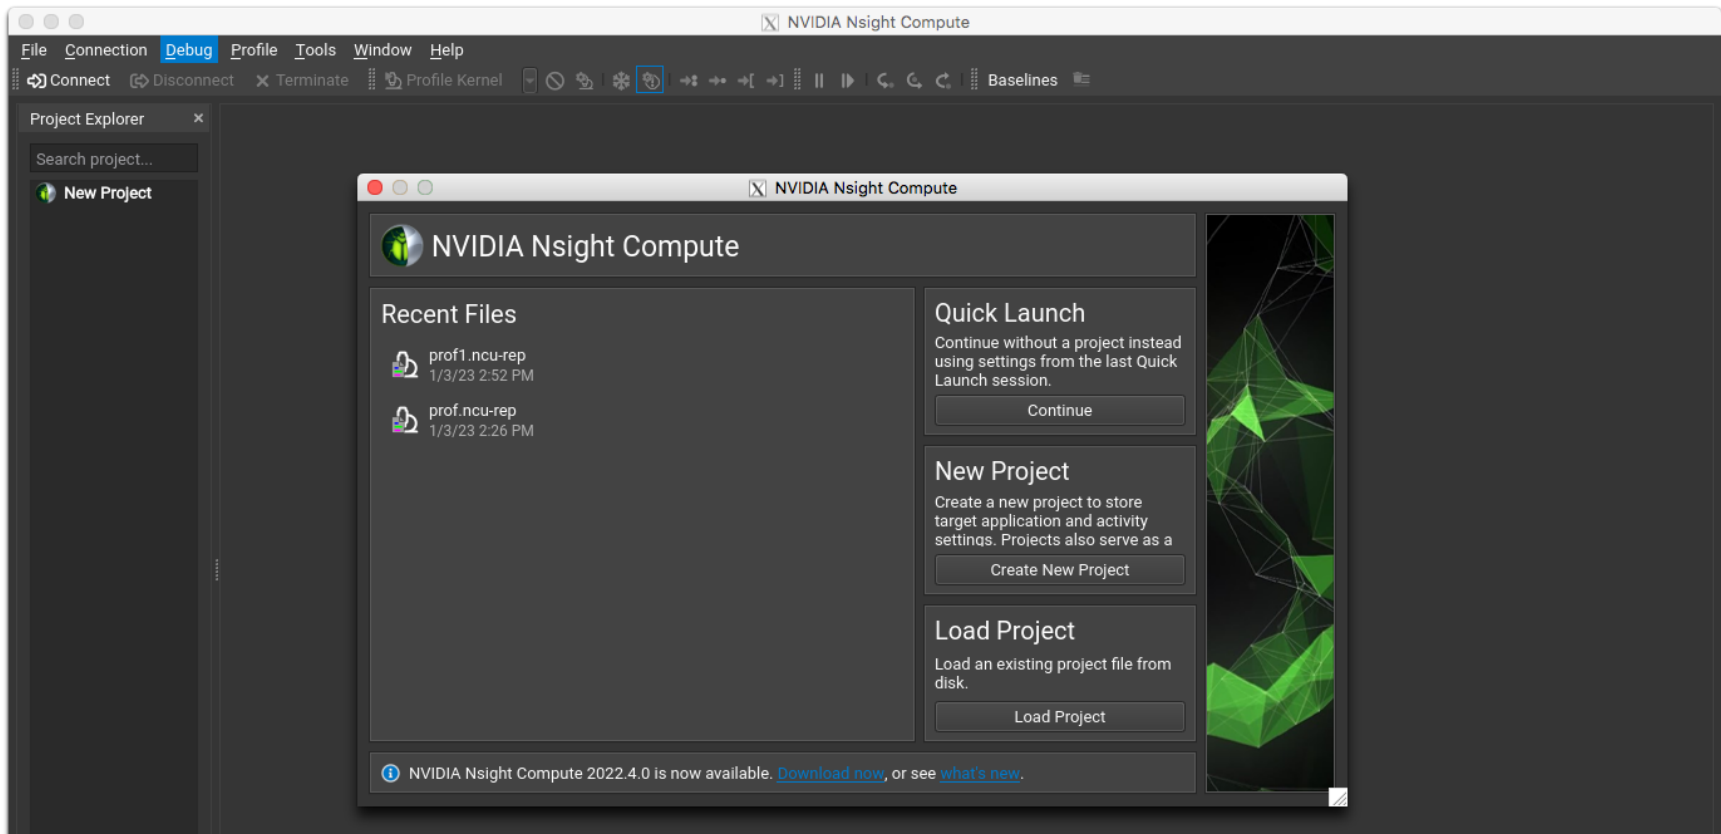 NVIDIA Nsight Compute
File Connection Debug Profile Tools Window Help
Connect Disconnect Terminate Profile Kernel Baselines
Project Explorer
Search project...
New Project
NVIDIA Nsight Compute
NVIDIA Nsight Compute
Recent Files
prof1.ncu-rep
1/3/23 2:52 PM
prof.ncu-rep
1/3/23 2:26 PM
Quick Launch
Continue without a project instead
using settings from the last Quick
Launch session.
Continue
New Project
Create a new project to store
target application and activity
settings. Projects also serve as a
Create New Project
Load Project
Load an existing project file from
disk.
Load Project
NVIDIA Nsight Compute 2022.4.0 is now available. Download now, or see what's new.